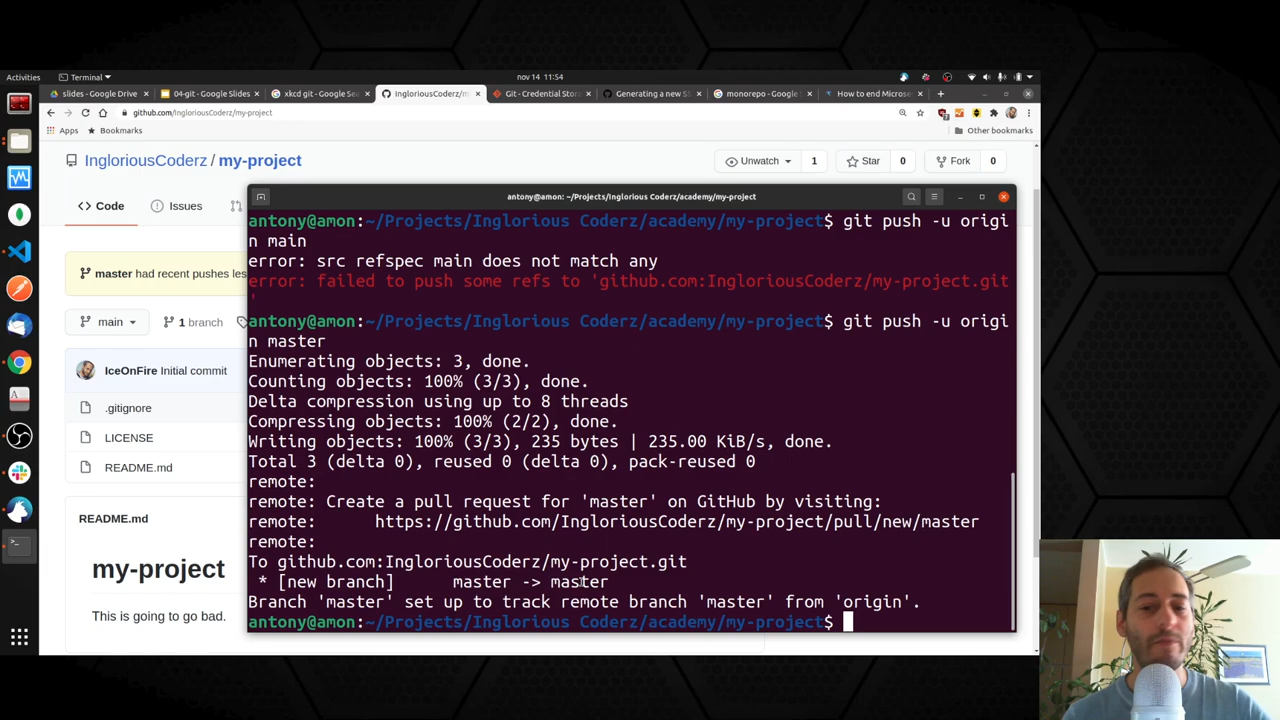 Activities
Terminal
nov 14 11:54
slides - Google Drive
04-git - Google Slides
xkcd git - Google Se
IngloriousCoderz/m
Git - Credential Stor
Generating a new SS
monorepo - Google
How to end Micros
github.com/IngloriousCoderz/my-project
Apps
Bookmarks
Other bookmarks
IngloriousCoderz / my-project
Unwatch
1
Star
0
Fork
0
Code
Issues
master had recent pushes les
main
1 branch
IceOnFire Initial commit
.gitignore
LICENSE
README.md
README.md
my-project
This is going to go bad.
antony@amon: ~/Projects/Inglorious Coderz/academy/my-project
antony@amon:~/Projects/Inglorious Coderz/academy/my-project$ git push -u origi
n main
error: src refspec main does not match any
error: failed to push some refs to 'github.com:IngloriousCoderz/my-project.git
'
antony@amon:~/Projects/Inglorious Coderz/academy/my-project$ git push -u origi
n master
Enumerating objects: 3, done.
Counting objects: 100% (3/3), done.
Delta compression using up to 8 threads
Compressing objects: 100% (2/2), done.
Writing objects: 100% (3/3), 235 bytes | 235.00 KiB/s, done.
Total 3 (delta 0), reused 0 (delta 0), pack-reused 0
remote:
remote: Create a pull request for 'master' on GitHub by visiting:
remote:      https://github.com/IngloriousCoderz/my-project/pull/new/master
remote:
To github.com:IngloriousCoderz/my-project.git
 * [new branch]      master -> master
Branch 'master' set up to track remote branch 'master' from 'origin'.
antony@amon:~/Projects/Inglorious Coderz/academy/my-project$